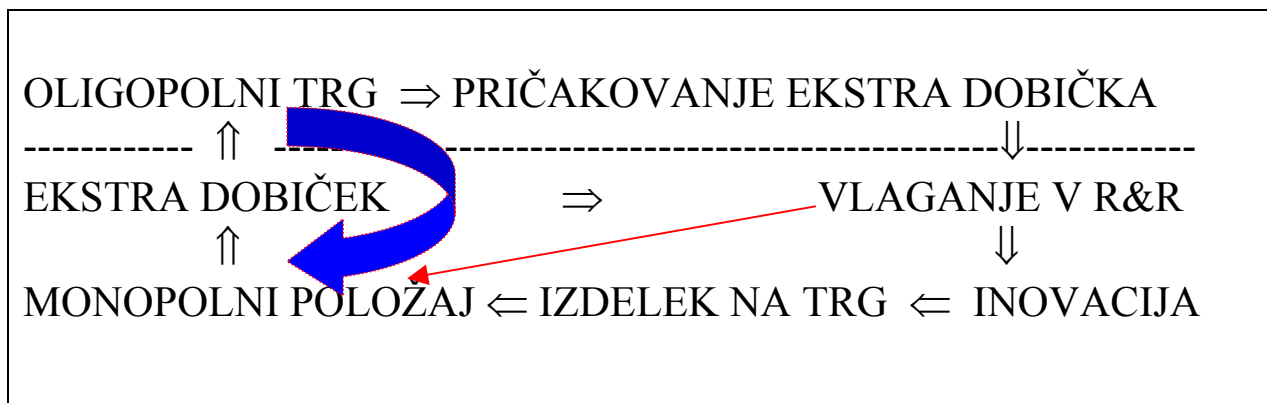 OLIGOPOLNI TRG ⇒ PRIČAKOVANJE EKSTRA DOBIČKA
------------ ⇑ ------------------------------------------------------------⇓------------
EKSTRA DOBIČEK ⇒ VLAGANJE V R&R
⇑ ⇓
MONOPOLNI POLOŽAJ ⇐ IZDELEK NA TRG ⇐ INOVACIJA